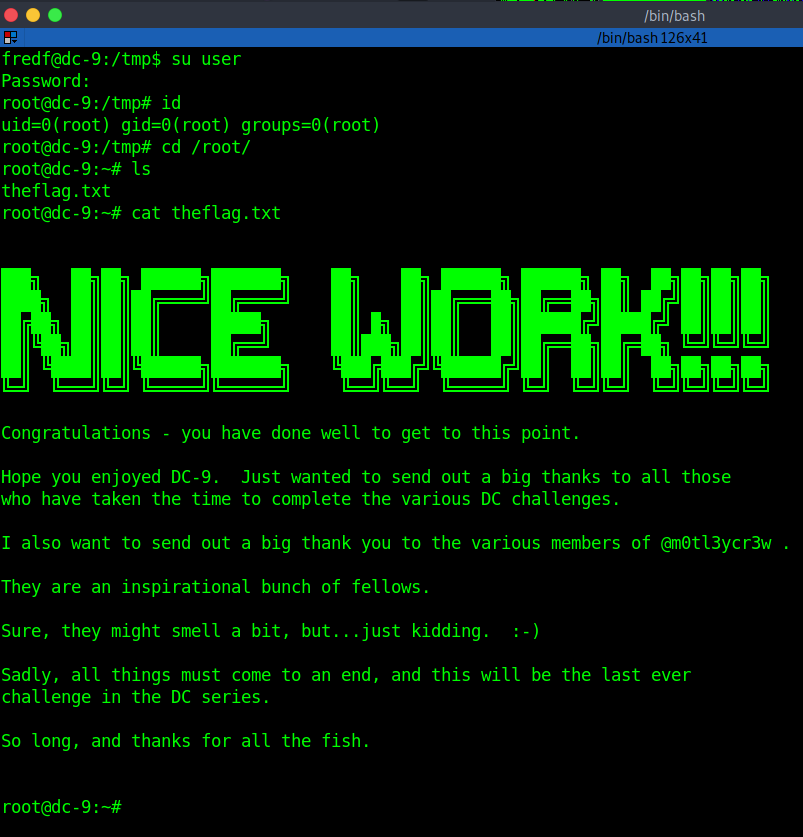 /bin/bash
/bin/bash 126x41
fredf@dc-9:/tmp$ su user
Password:
root@dc-9:/tmp# id
uid=0(root) gid=0(root) groups=0(root)
root@dc-9:/tmp# cd /root/
root@dc-9:~# ls
theflag.txt
root@dc-9:~# cat theflag.txt
NICE WORK!!!
Congratulations - you have done well to get to this point.
Hope you enjoyed DC-9.  Just wanted to send out a big thanks to all those
who have taken the time to complete the various DC challenges.
I also want to send out a big thank you to the various members of @m0tl3ycr3w .
They are an inspirational bunch of fellows.
Sure, they might smell a bit, but...just kidding.  :-)
Sadly, all things must come to an end, and this will be the last ever
challenge in the DC series.
So long, and thanks for all the fish.
root@dc-9:~#